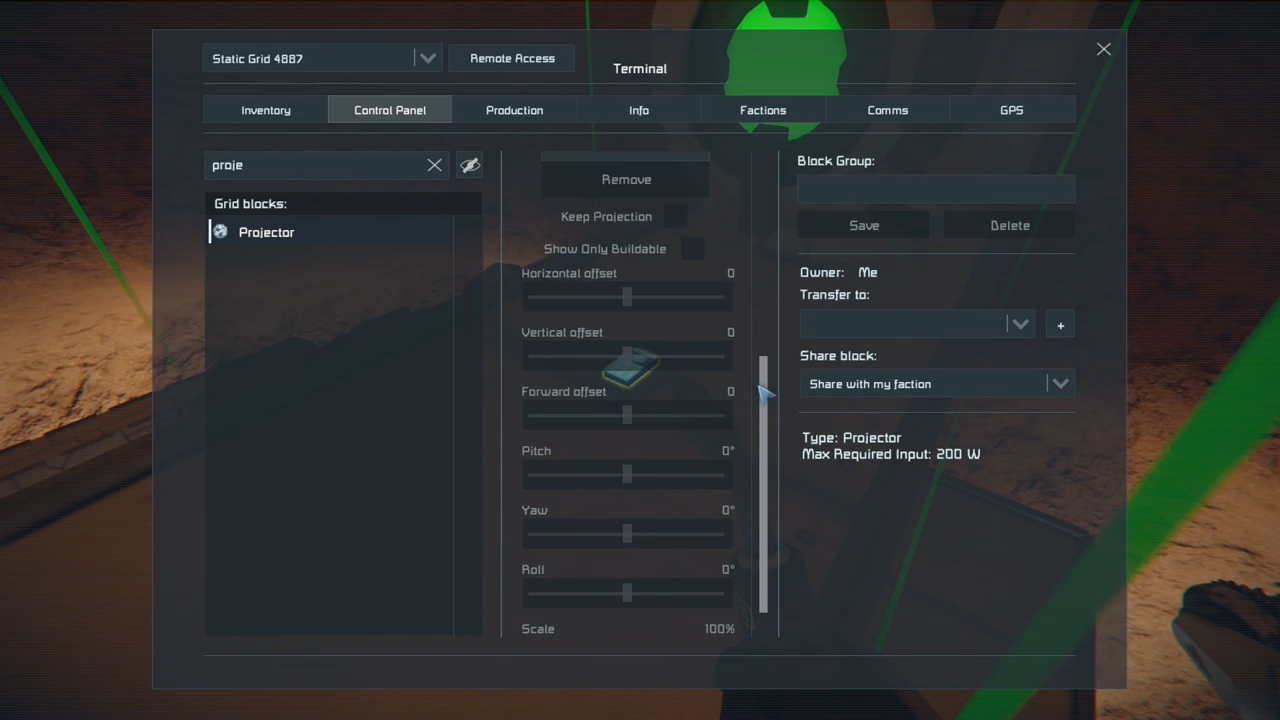 Static Grid 4887
Remote Access
Terminal
Inventory
Control Panel
Production
Info
Factions
Comms
GPS
proje
Grid blocks:
Projector
Remove
Keep Projection
Show Only Buildable
Horizontal offset 0
Vertical offset 0
Forward offset 0
Pitch 0°
Yaw 0°
Roll 0°
Scale 100%
Block Group:
Save
Delete
Owner: Me
Transfer to:
+
Share block:
Share with my faction
Type: Projector
Max Required Input: 200 W